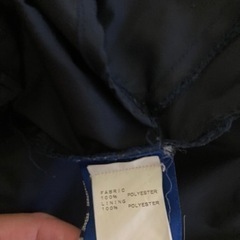 FABRIC
100% POLYESTER
LINING
100% POLYESTER